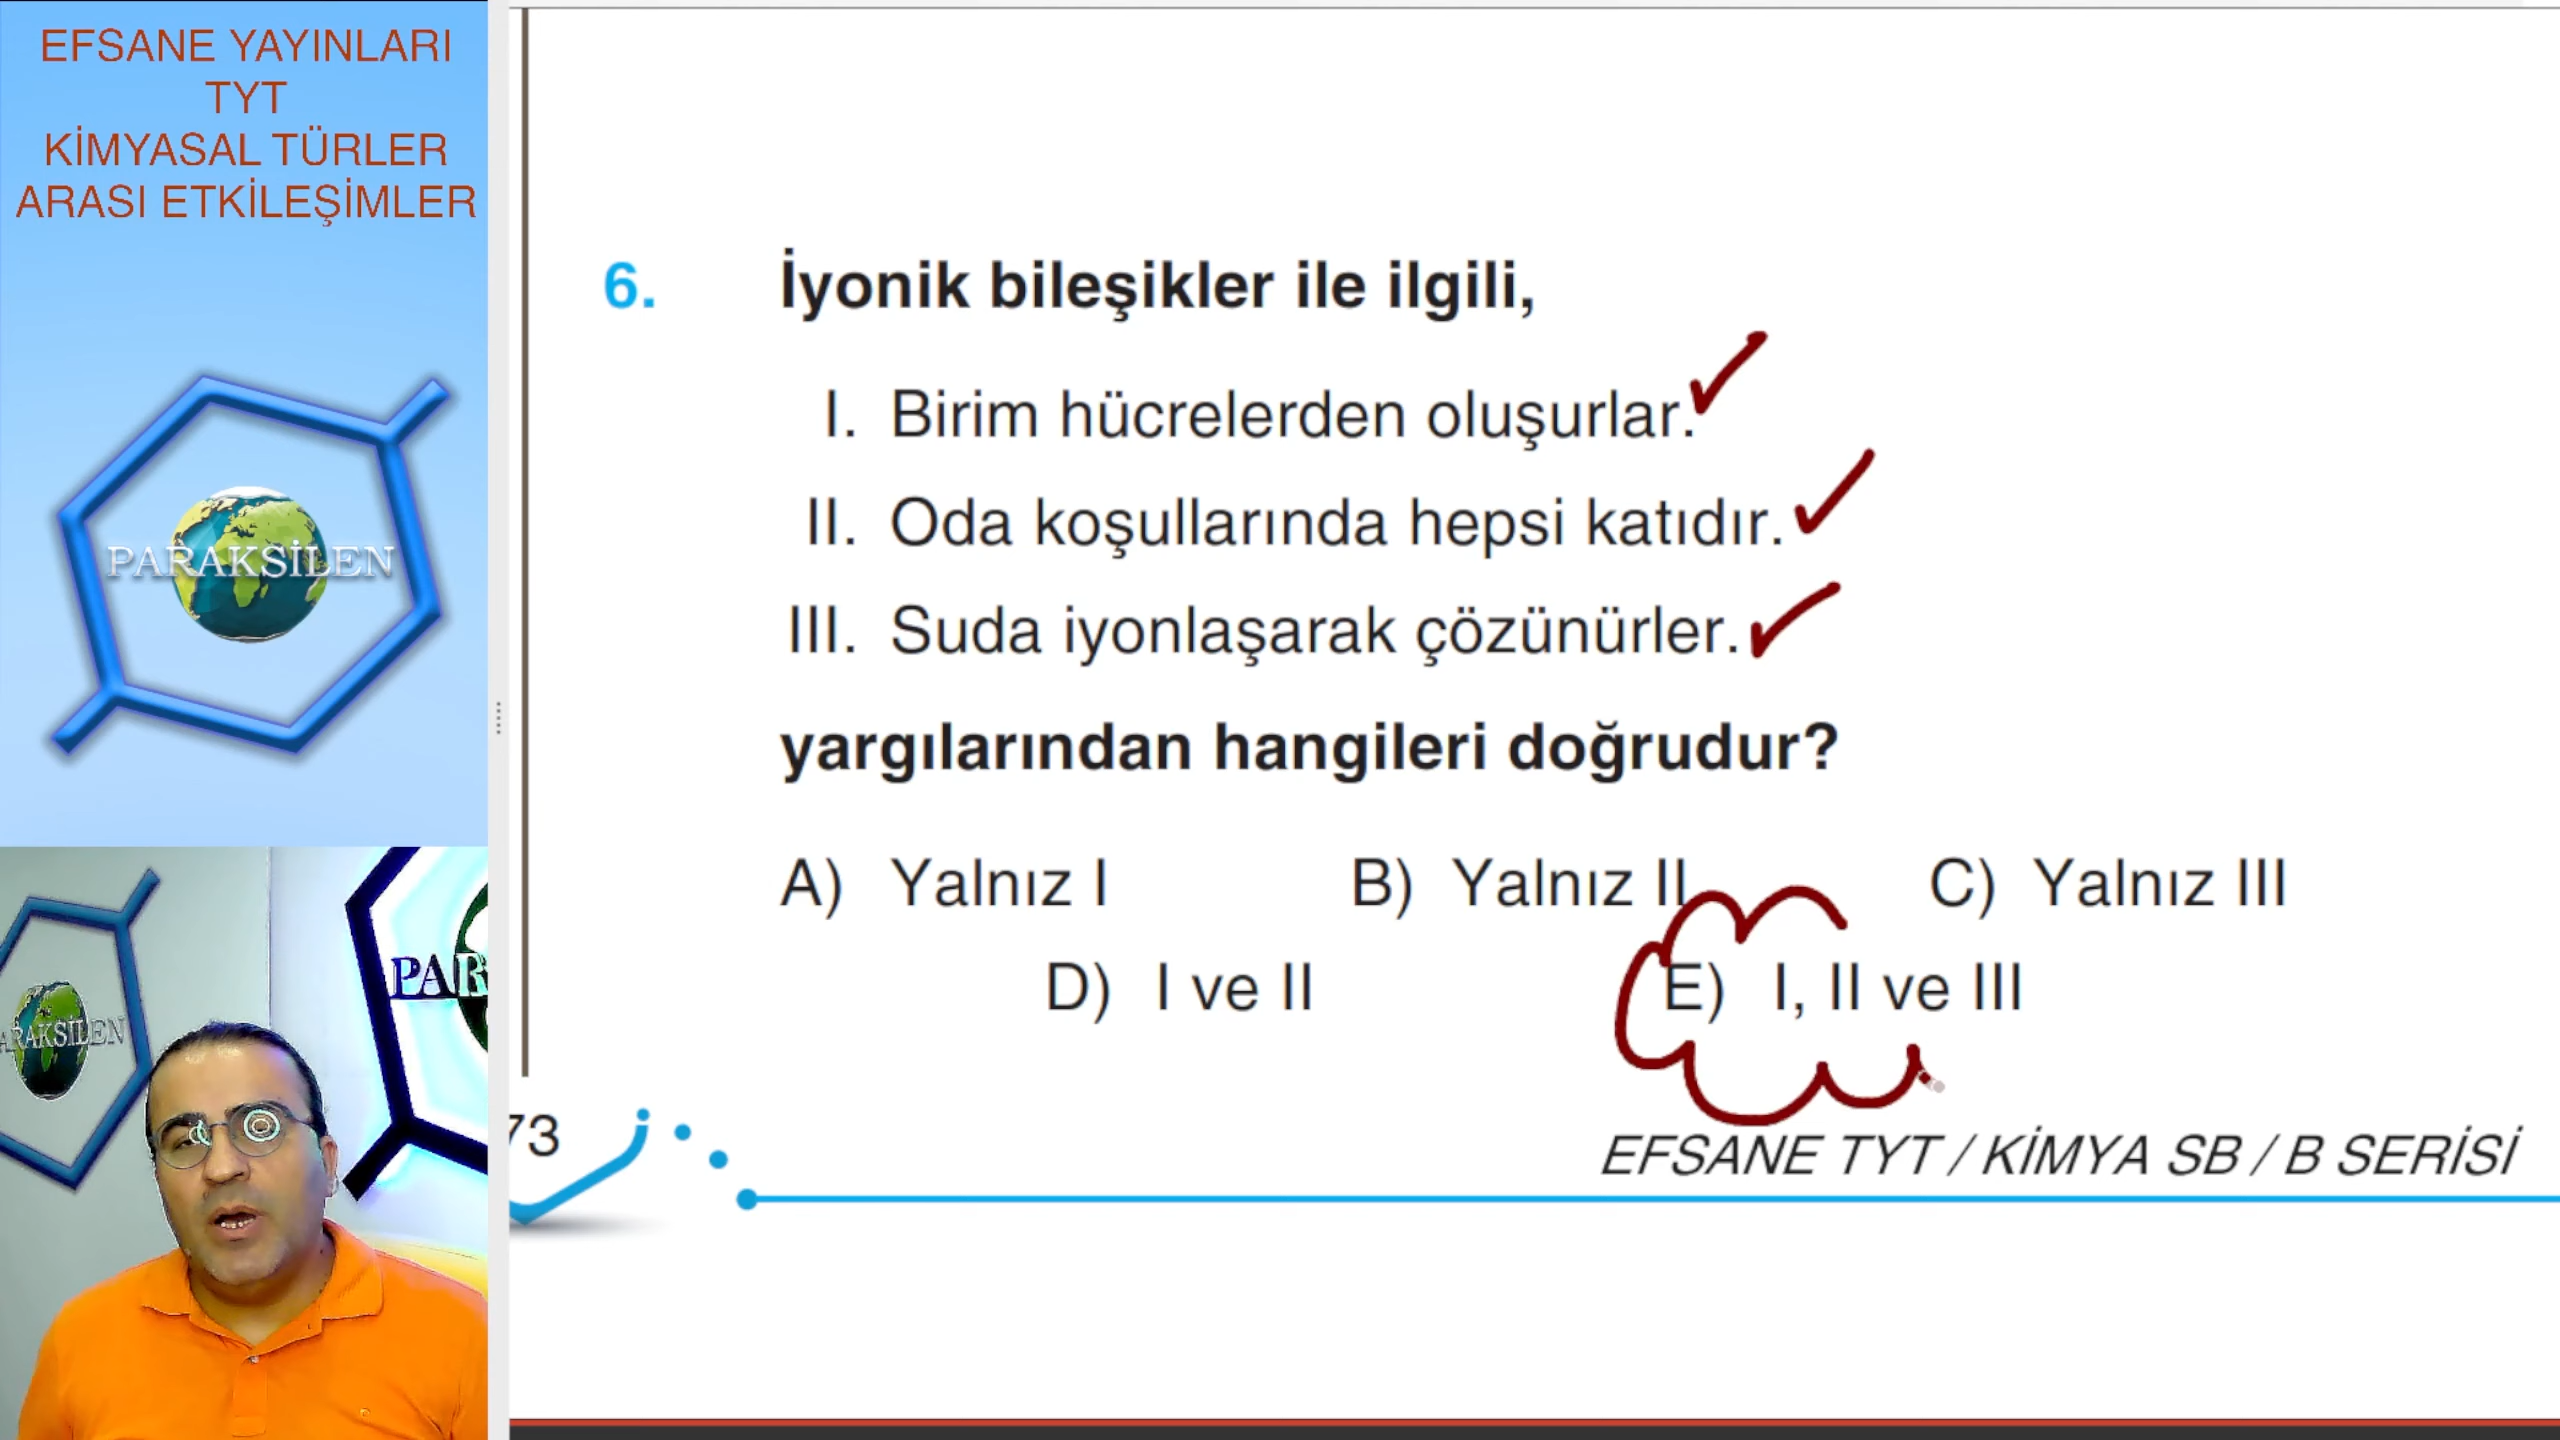 EFSANE YAYINLARI
TYT
KİMYASAL TÜRLER
ARASI ETKİLEŞİMLER
PARAKSİLEN
6. İyonik bileşikler ile ilgili,
I. Birim hücrelerden oluşurlar.
II. Oda koşullarında hepsi katıdır.
III. Suda iyonlaşarak çözünürler.
yargılarından hangileri doğrudur?
A) Yalnız I B) Yalnız II C) Yalnız III
D) I ve II E) I, II ve III
73
EFSANE TYT / KİMYA SB / B SERİSİ
ARAKSİLEN
PAR